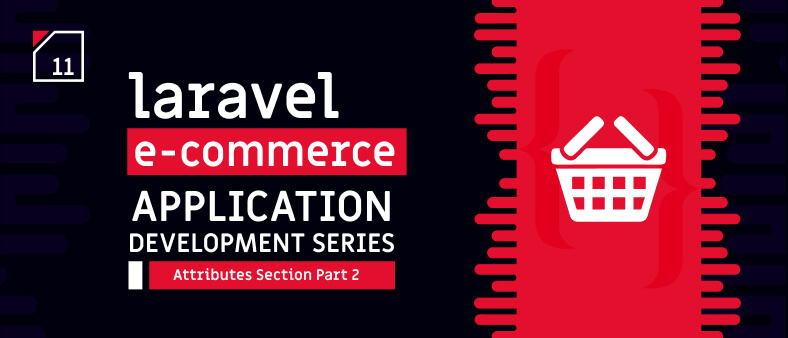 11
laravel
e-commerce
APPLICATION
DEVELOPMENT SERIES
Attributes Section Part 2